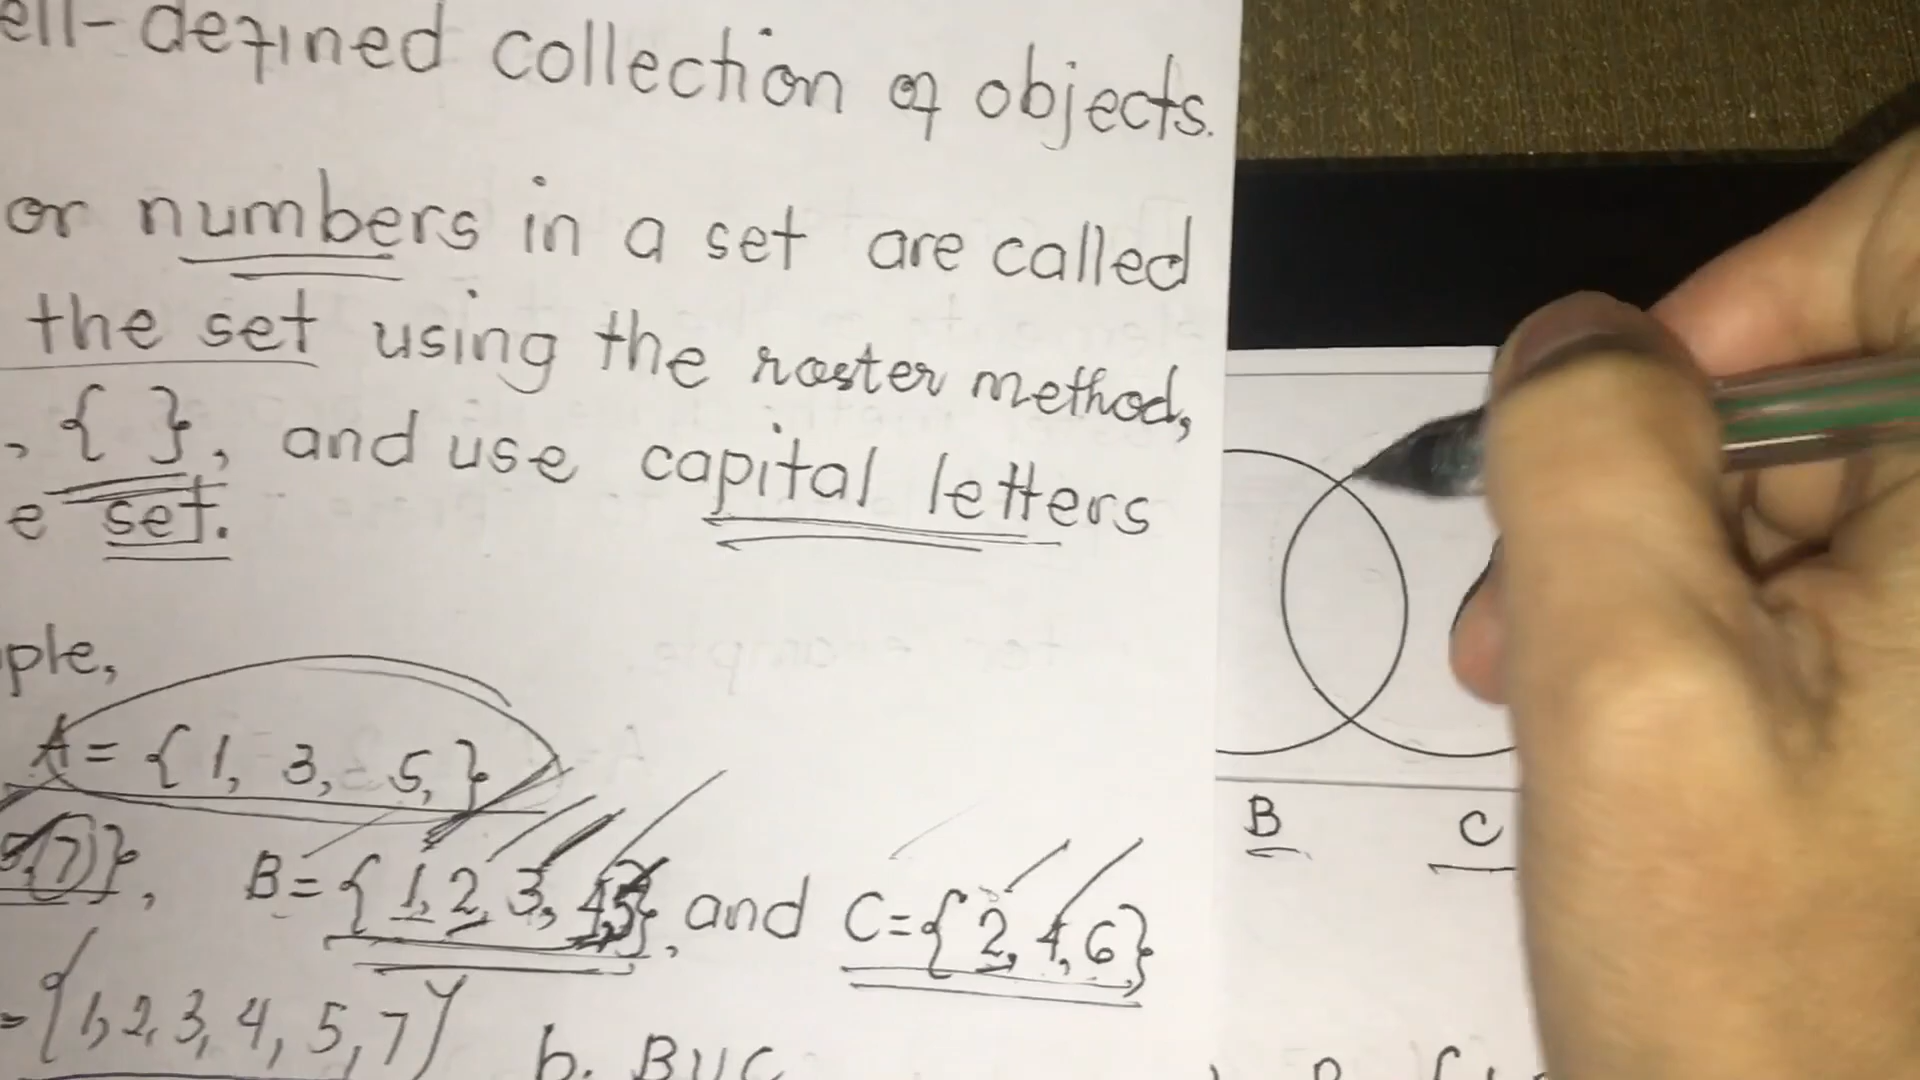 ell-defined collection of objects.
or numbers in a set are called
the set using the roster method,
, { }, and use capital letters
e set.
ple,
A = { 1, 3, 5, }
7)}, B = { 1, 2, 3, 4,5}, and C = { 2, 4, 6}
B C
= {1, 2, 3, 4, 5, 7} b. B U C